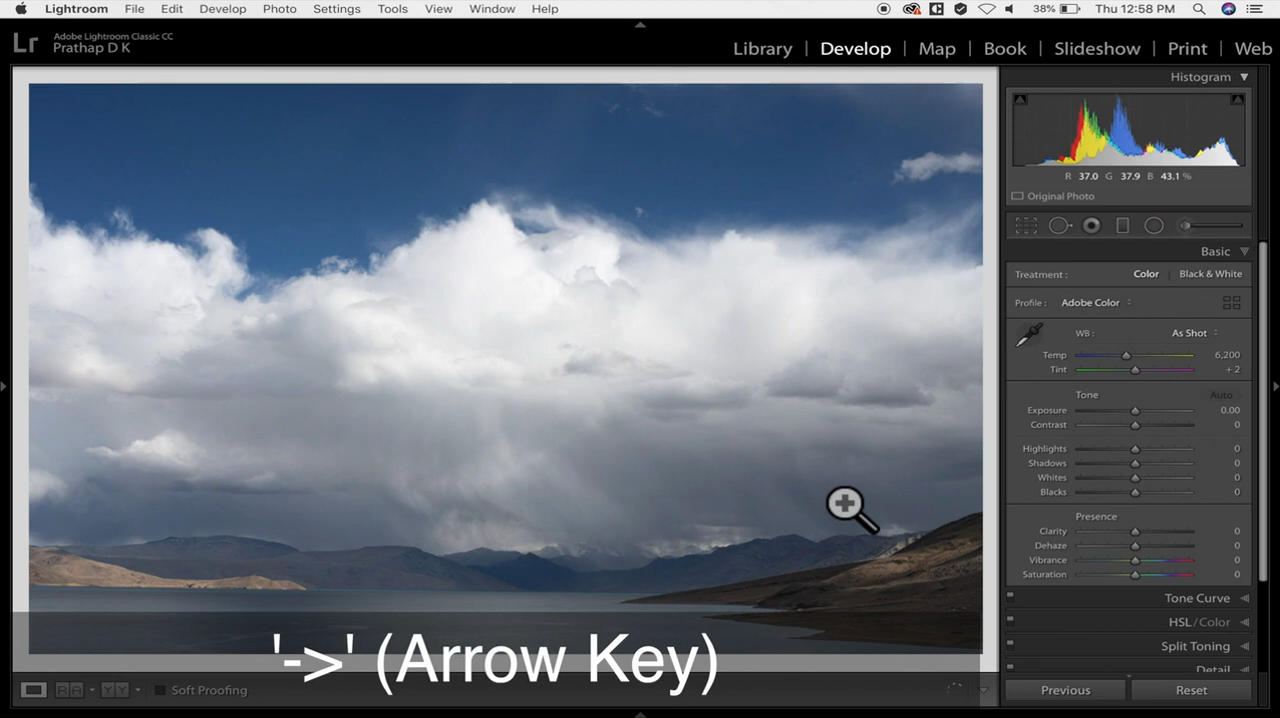 Lightroom File Edit Develop Photo Settings Tools View Window Help 38% Thu 12:58 PM
Lr Adobe Lightroom Classic CC
Prathap D K
Library | Develop | Map | Book | Slideshow | Print | Web
Histogram
R 37.0 G 37.9 B 43.1 %
Original Photo
Basic
Treatment : Color | Black & White
Profile : Adobe Color
WB : As Shot
Temp 6,200
Tint + 2
Tone Auto
Exposure 0.00
Contrast 0
Highlights 0
Shadows 0
Whites 0
Blacks 0
Presence
Clarity 0
Dehaze 0
Vibrance 0
Saturation 0
Tone Curve
HSL / Color
Split Toning
Detail
'->' (Arrow Key)
R A Y Y Soft Proofing
Previous Reset